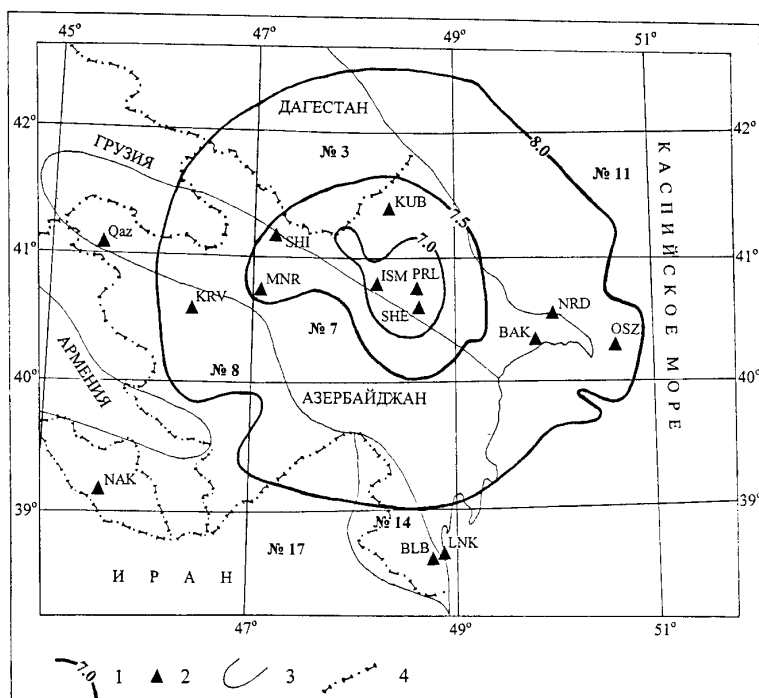 45° 47° 49° 51°
ДАГЕСТАН
8.0
42° 42°
ГРУЗИЯ
№ 3
№ 11
КАСПИЙСКОЕ МОРЕ
KUB
7.5
Qaz
SHI
7.0
41° 41°
ISM PRL
MNR
KRV
SHE
NRD
№ 7
BAK
OSZ
№ 8
АРМЕНИЯ
40° 40°
АЗЕРБАЙДЖАН
NAK
39° 39°
№ 14
№ 17
BLB LNK
ИРАН
47° 49° 51°
7.0 1 2 3 4